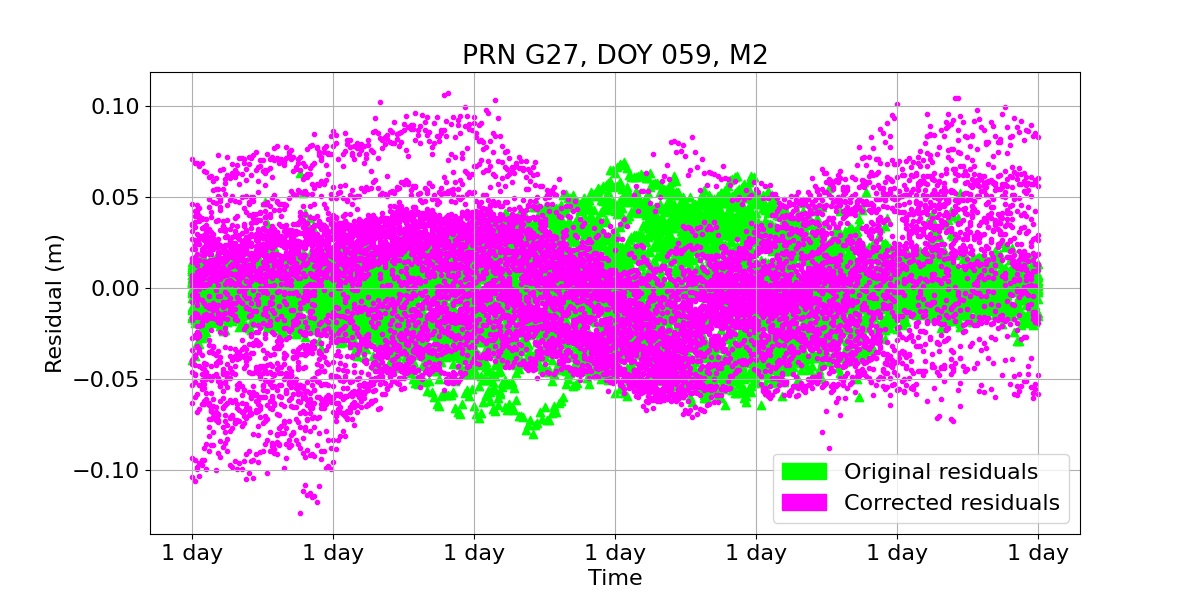 PRN G27, DOY 059, M2
Residual (m)
0.10
0.05
0.00
−0.05
−0.10
Original residuals
Corrected residuals
1 day 1 day 1 day 1 day 1 day 1 day 1 day
Time